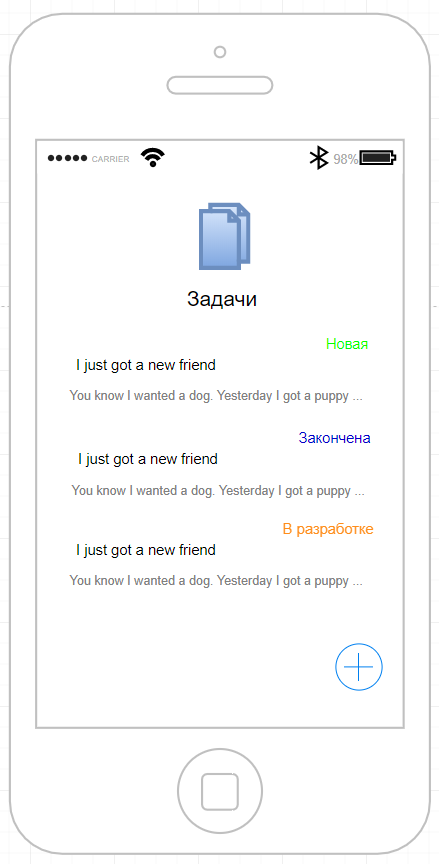 CARRIER 98%
Задачи
Новая
I just got a new friend
You know I wanted a dog. Yesterday I got a puppy ...
Закончена
I just got a new friend
You know I wanted a dog. Yesterday I got a puppy ...
В разработке
I just got a new friend
You know I wanted a dog. Yesterday I got a puppy ...